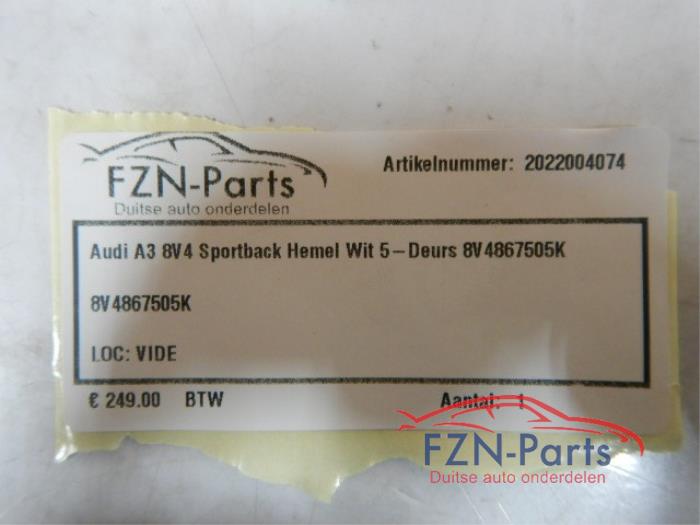 FZN-Parts
Duitse auto onderdelen
Artikelnummer: 2022004074
Audi A3 8V4 Sportback Hemel Wit 5-Deurs 8V4867505K
8V4867505K
LOC: VIDE
€ 249.00 BTW
Aantal: 1
FZN-Parts
Duitse auto onderdelen